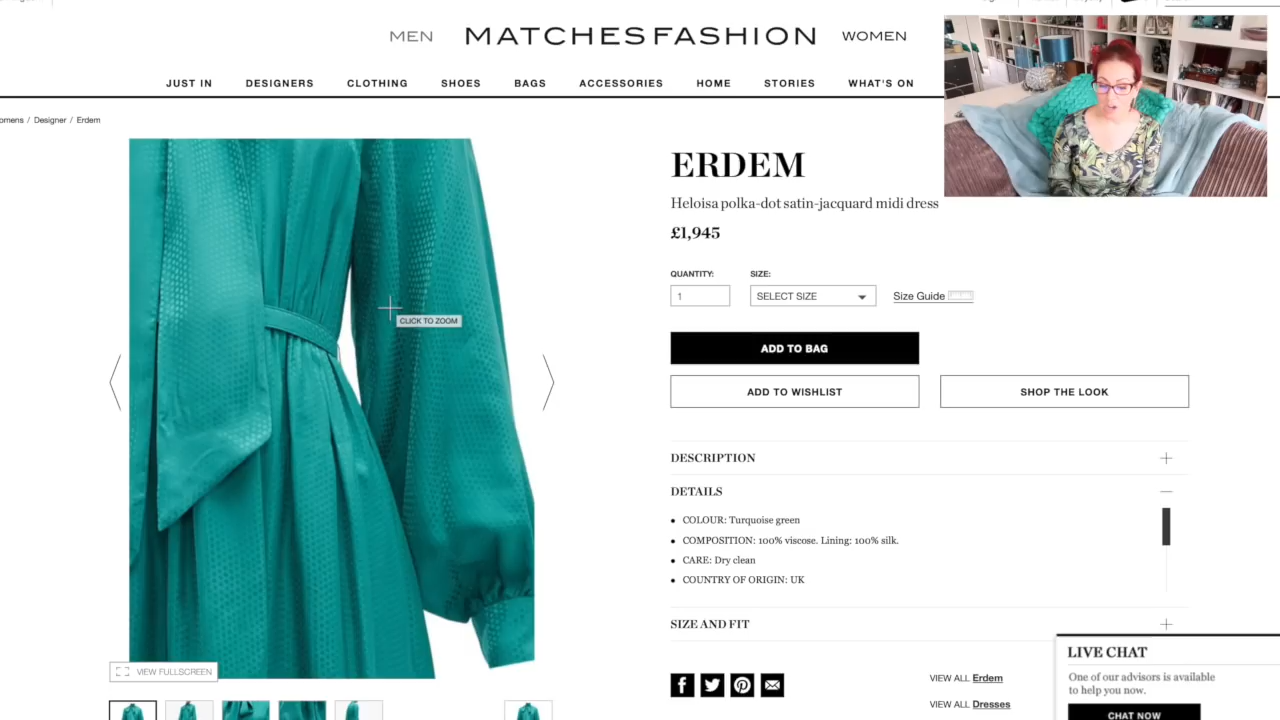 MEN
MATCHESFASHION
WOMEN
JUST IN
DESIGNERS
CLOTHING
SHOES
BAGS
ACCESSORIES
HOME
STORIES
WHAT'S ON
omens / Designer / Erdem
ERDEM
Heloisa polka-dot satin-jacquard midi dress
£1,945
QUANTITY:
SIZE:
1
SELECT SIZE
Size Guide
CLICK TO ZOOM
ADD TO BAG
ADD TO WISHLIST
SHOP THE LOOK
DESCRIPTION
DETAILS
COLOUR: Turquoise green
COMPOSITION: 100% viscose. Lining: 100% silk.
CARE: Dry clean
COUNTRY OF ORIGIN: UK
SIZE AND FIT
VIEW FULLSCREEN
VIEW ALL Erdem
VIEW ALL Dresses
LIVE CHAT
One of our advisors is available
to help you now.
CHAT NOW